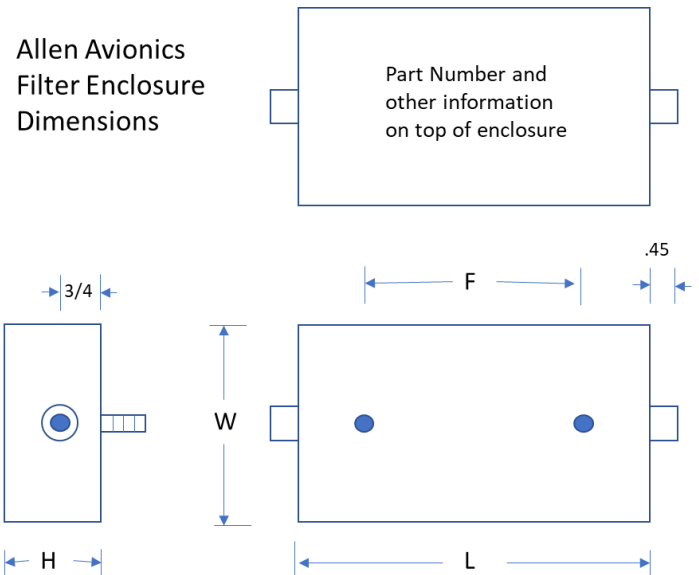 Allen Avionics
Filter Enclosure
Dimensions
Part Number and
other information
on top of enclosure
.45
F
3/4
W
H
L